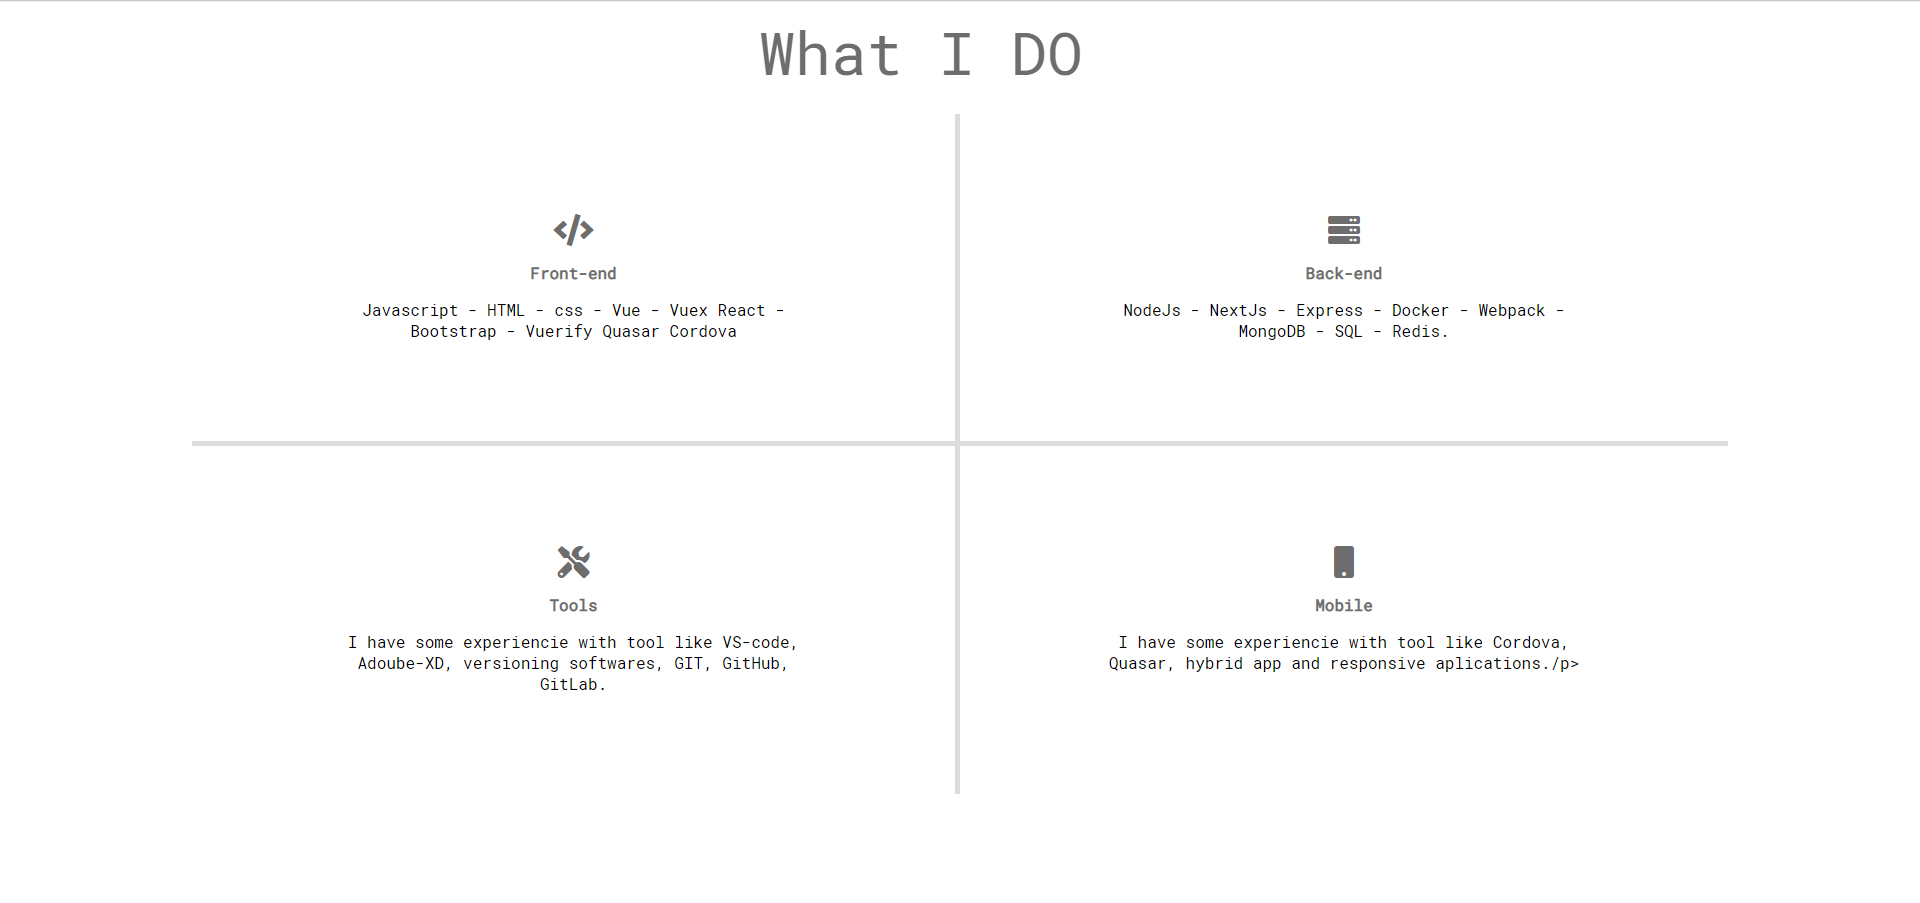 What I DO
Front-end
Javascript - HTML - css - Vue - Vuex React -
Bootstrap - Vuerify Quasar Cordova
Back-end
NodeJs - NextJs - Express - Docker - Webpack -
MongoDB - SQL - Redis.
Tools
I have some experiencie with tool like VS-code,
Adoube-XD, versioning softwares, GIT, GitHub,
GitLab.
Mobile
I have some experiencie with tool like Cordova,
Quasar, hybrid app and responsive aplications./p>